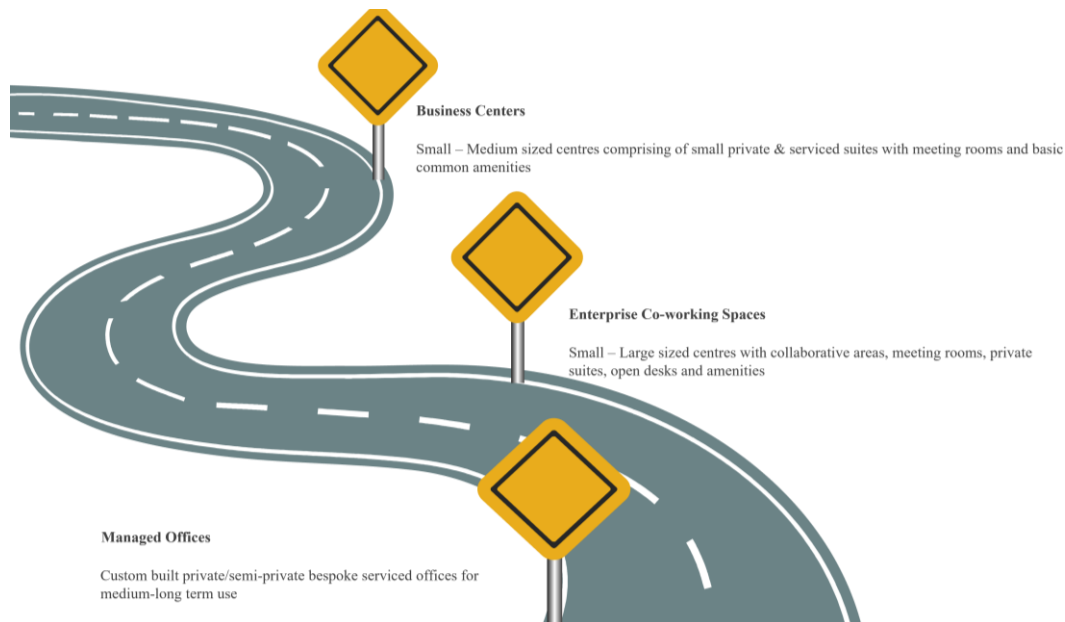 Business Centers
Small – Medium sized centres comprising of small private & serviced suites with meeting rooms and basic
common amenities
Enterprise Co-working Spaces
Small – Large sized centres with collaborative areas, meeting rooms, private
suites, open desks and amenities
Managed Offices
Custom built private/semi-private bespoke serviced offices for
medium-long term use